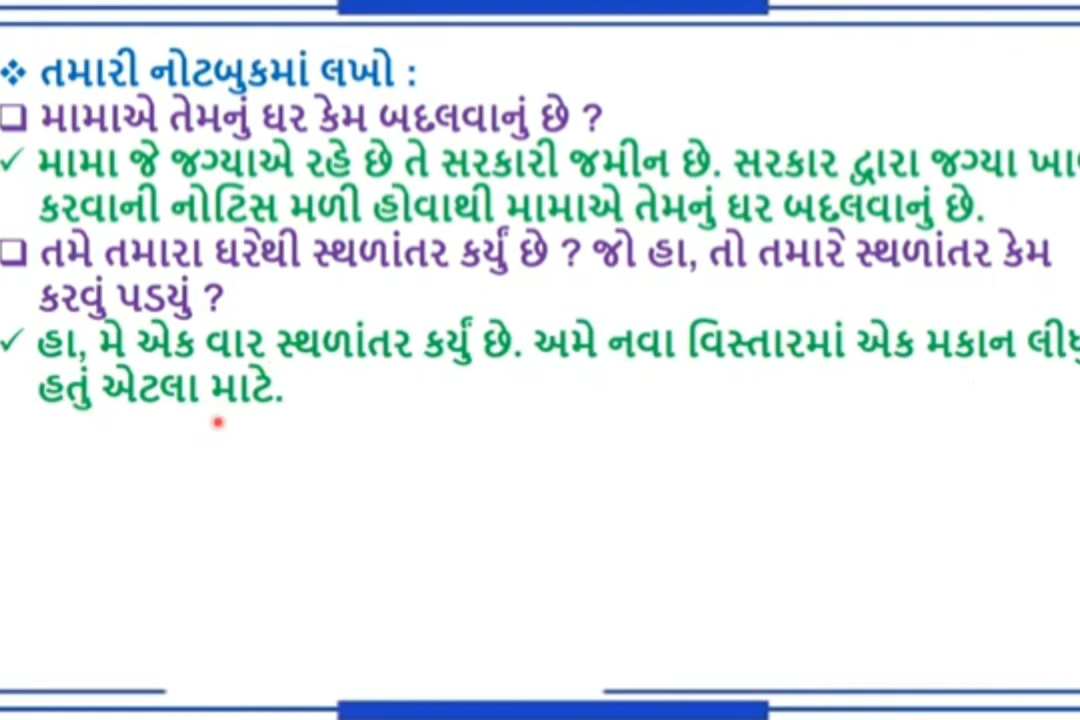 ❖ તમારી નોટબુકમાં લખો :
❑ મામાએ તેમનું ઘર કેમ બદલવાનું છે ?
✓ મામા જે જગ્યાએ રહે છે તે સરકારી જમીન છે. સરકાર દ્વારા જગ્યા
કરવાની નોટિસ મળી હોવાથી મામાએ તેમનું ઘર બદલવાનું છે.
❑ તમે તમારા ઘરેથી સ્થળાંતર કર્યું છે ? જો હા, તો તમારે સ્થળાંતર કેમ
કરવું પડયું ?
✓ હા, મે એક વાર સ્થળાંતર કર્યું છે. અમે નવા વિસ્તારમાં એક મકાન
હતું એટલા માટે.